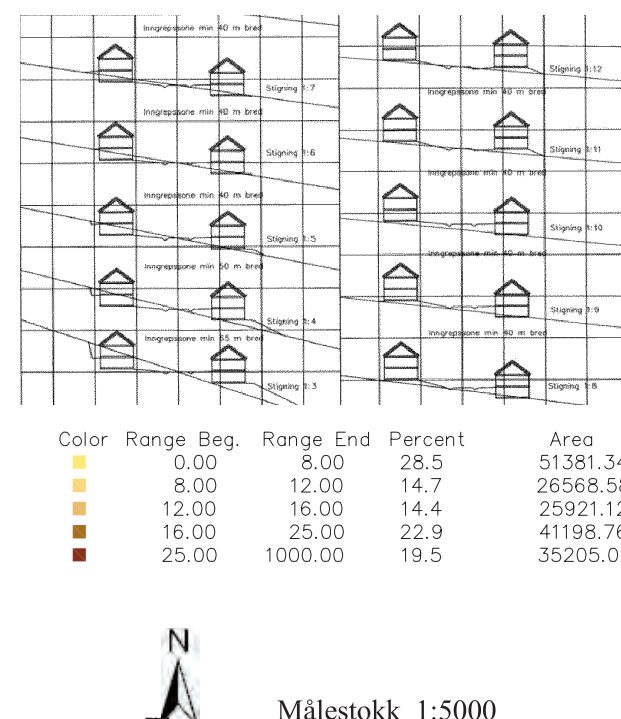 Inngrepssone min 40 m bred
Stigning 1:7
Inngrepssone min 40 m bred
Stigning 1:6
Inngrepssone min 40 m bred
Stigning 1:5
Inngrepssone min 50 m bred
Stigning 1:4
Inngrepssone min 65 m bred
Stigning 1:3
Stigning 1:12
Inngrepssone min 40 m bred
Stigning 1:11
Inngrepssone min 40 m bred
Stigning 1:10
Inngrepssone min 40 m bred
Stigning 1:9
Inngrepssone min 40 m bred
Stigning 1:8
Color Range Beg. Range End Percent Area
0.00 8.00 28.5 51381.34
8.00 12.00 14.7 26568.58
12.00 16.00 14.4 25921.12
16.00 25.00 22.9 41198.76
25.00 1000.00 19.5 35205.0
N
Målestokk 1:5000